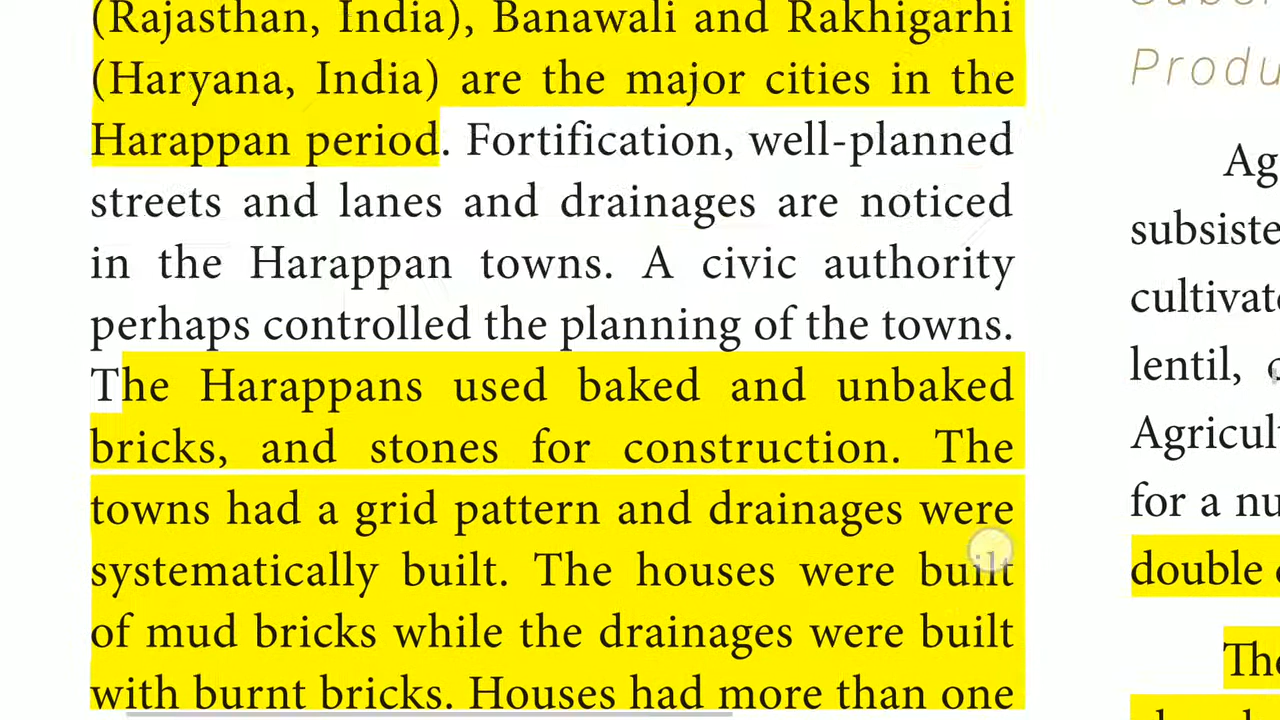 (Rajasthan, India), Banawali and Rakhigarhi
(Haryana, India) are the major cities in the
Harappan period. Fortification, well-planned
streets and lanes and drainages are noticed
in the Harappan towns. A civic authority
perhaps controlled the planning of the towns.
The Harappans used baked and unbaked
bricks, and stones for construction. The
towns had a grid pattern and drainages were
systematically built. The houses were built
of mud bricks while the drainages were built
with burnt bricks. Houses had more than one
Produ
Ag
subsiste
cultivate
lentil,
Agricul
for a nu
double
The